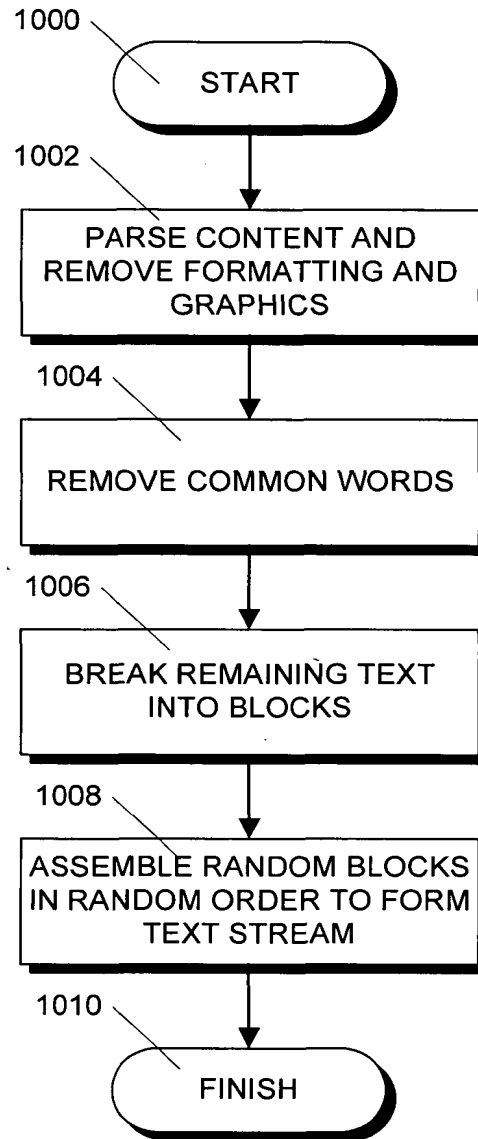 1000
START
1002
PARSE CONTENT AND
REMOVE FORMATTING AND
GRAPHICS
1004
REMOVE COMMON WORDS
1006
BREAK REMAINING TEXT
INTO BLOCKS
1008
ASSEMBLE RANDOM BLOCKS
IN RANDOM ORDER TO FORM
TEXT STREAM
1010
FINISH